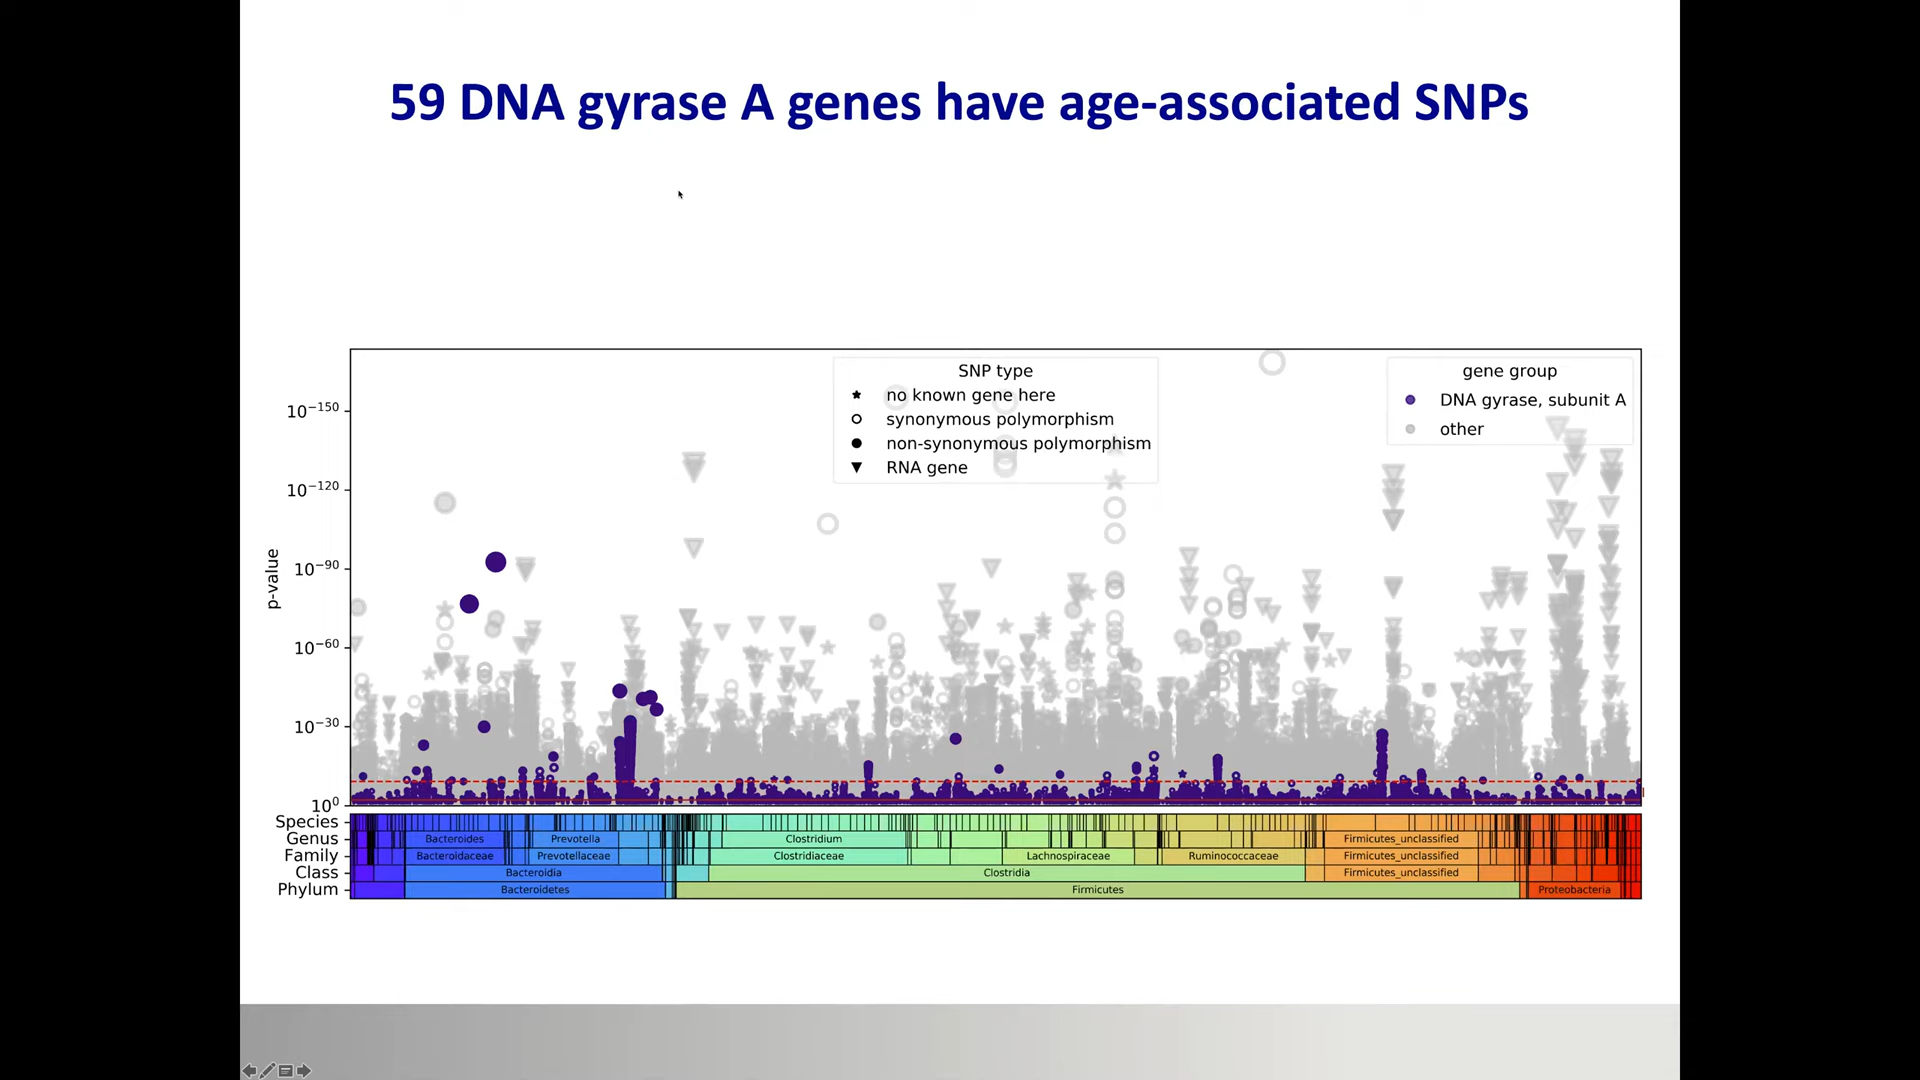 59 DNA gyrase A genes have age-associated SNPs
SNP type
no known gene here
synonymous polymorphism
non-synonymous polymorphism
RNA gene
gene group
DNA gyrase, subunit A
other
p-value
10⁻¹⁵⁰
10⁻¹²⁰
10⁻⁹⁰
10⁻⁶⁰
10⁻³⁰
10⁰
Species
Genus Bacteroides Prevotella Clostridium Firmicutes_unclassified
Family Bacteroidaceae Prevotellaceae Clostridiaceae Lachnospiraceae Ruminococcaceae Firmicutes_unclassified
Class Bacteroidia Clostridia Firmicutes_unclassified
Phylum Bacteroidetes Firmicutes Proteobacteria